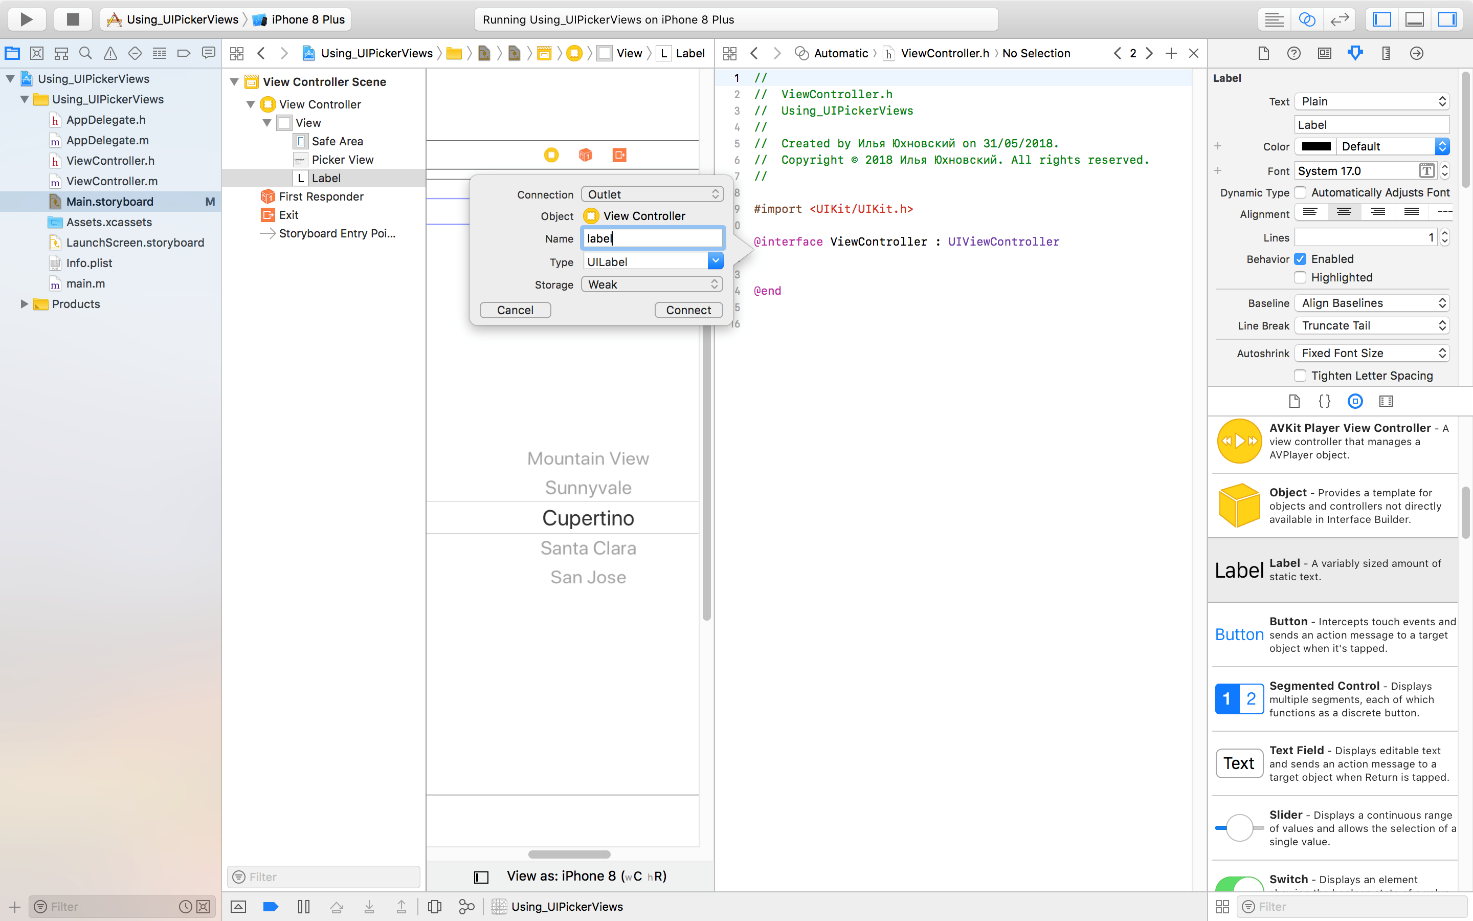 Using_UIPickerViews
iPhone 8 Plus
Running Using_UIPickerViews on iPhone 8 Plus
Using_UIPickerViews
Using_UIPickerViews
AppDelegate.h
AppDelegate.m
ViewController.h
ViewController.m
Main.storyboard M
Assets.xcassets
LaunchScreen.storyboard
Info.plist
main.m
Products
Filter
Using_UIPickerViews
View
L Label
View Controller Scene
View Controller
View
Safe Area
Picker View
L Label
First Responder
Exit
Storyboard Entry Poi...
Filter
Connection Outlet
Object View Controller
Name label
Type UILabel
Storage Weak
Cancel Connect
Mountain View
Sunnyvale
Cupertino
Santa Clara
San Jose
View as: iPhone 8 (wC hR)
Using_UIPickerViews
Automatic
ViewController.h
No Selection
2
1 //
2 // ViewController.h
3 // Using_UIPickerViews
4 //
5 // Created by Илья Юхновский on 31/05/2018.
6 // Copyright © 2018 Илья Юхновский. All rights reserved.
7 //
8
9 #import <UIKit/UIKit.h>
0
@interface ViewController : UIViewController
3
4 @end
5
16
Label
Text Plain
Label
Color Default
Font System 17.0
Dynamic Type Automatically Adjusts Font
Alignment
Lines 1
Behavior Enabled
Highlighted
Baseline Align Baselines
Line Break Truncate Tail
Autoshrink Fixed Font Size
Tighten Letter Spacing
AVKit Player View Controller - A
view controller that manages a
AVPlayer object.
Object - Provides a template for
objects and controllers not directly
available in Interface Builder.
Label
Label - A variably sized amount of
static text.
Button
Button - Intercepts touch events and
sends an action message to a target
object when it's tapped.
1 2
Segmented Control - Displays
multiple segments, each of which
functions as a discrete button.
Text
Text Field - Displays editable text
and sends an action message to a
target object when Return is tapped.
Slider - Displays a continuous range
of values and allows the selection of a
single value.
Switch - Displays an element
Filter